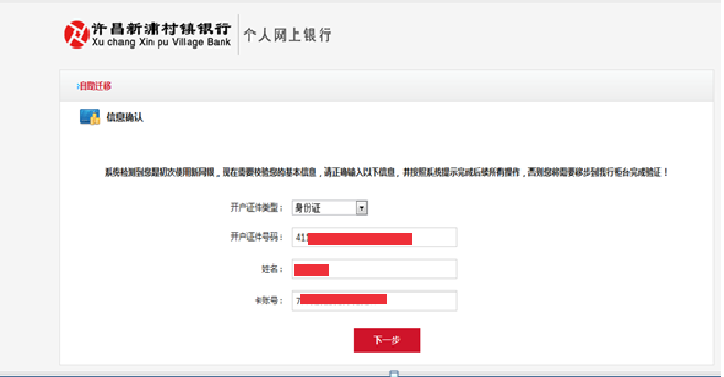 许昌新浦村镇银行
Xu chang Xin pu Village Bank
个人网上银行
自助迁移
信息确认
系统检测到您是初次使用新网银，现在需要校验您的基本信息，请正确输入以下信息，并按照系统提示完成后续所有操作，否则您将需要移步到我行柜台完成验证！
开户证件类型： 身份证
开户证件号码： 41
姓名：
卡账号： 7
下一步